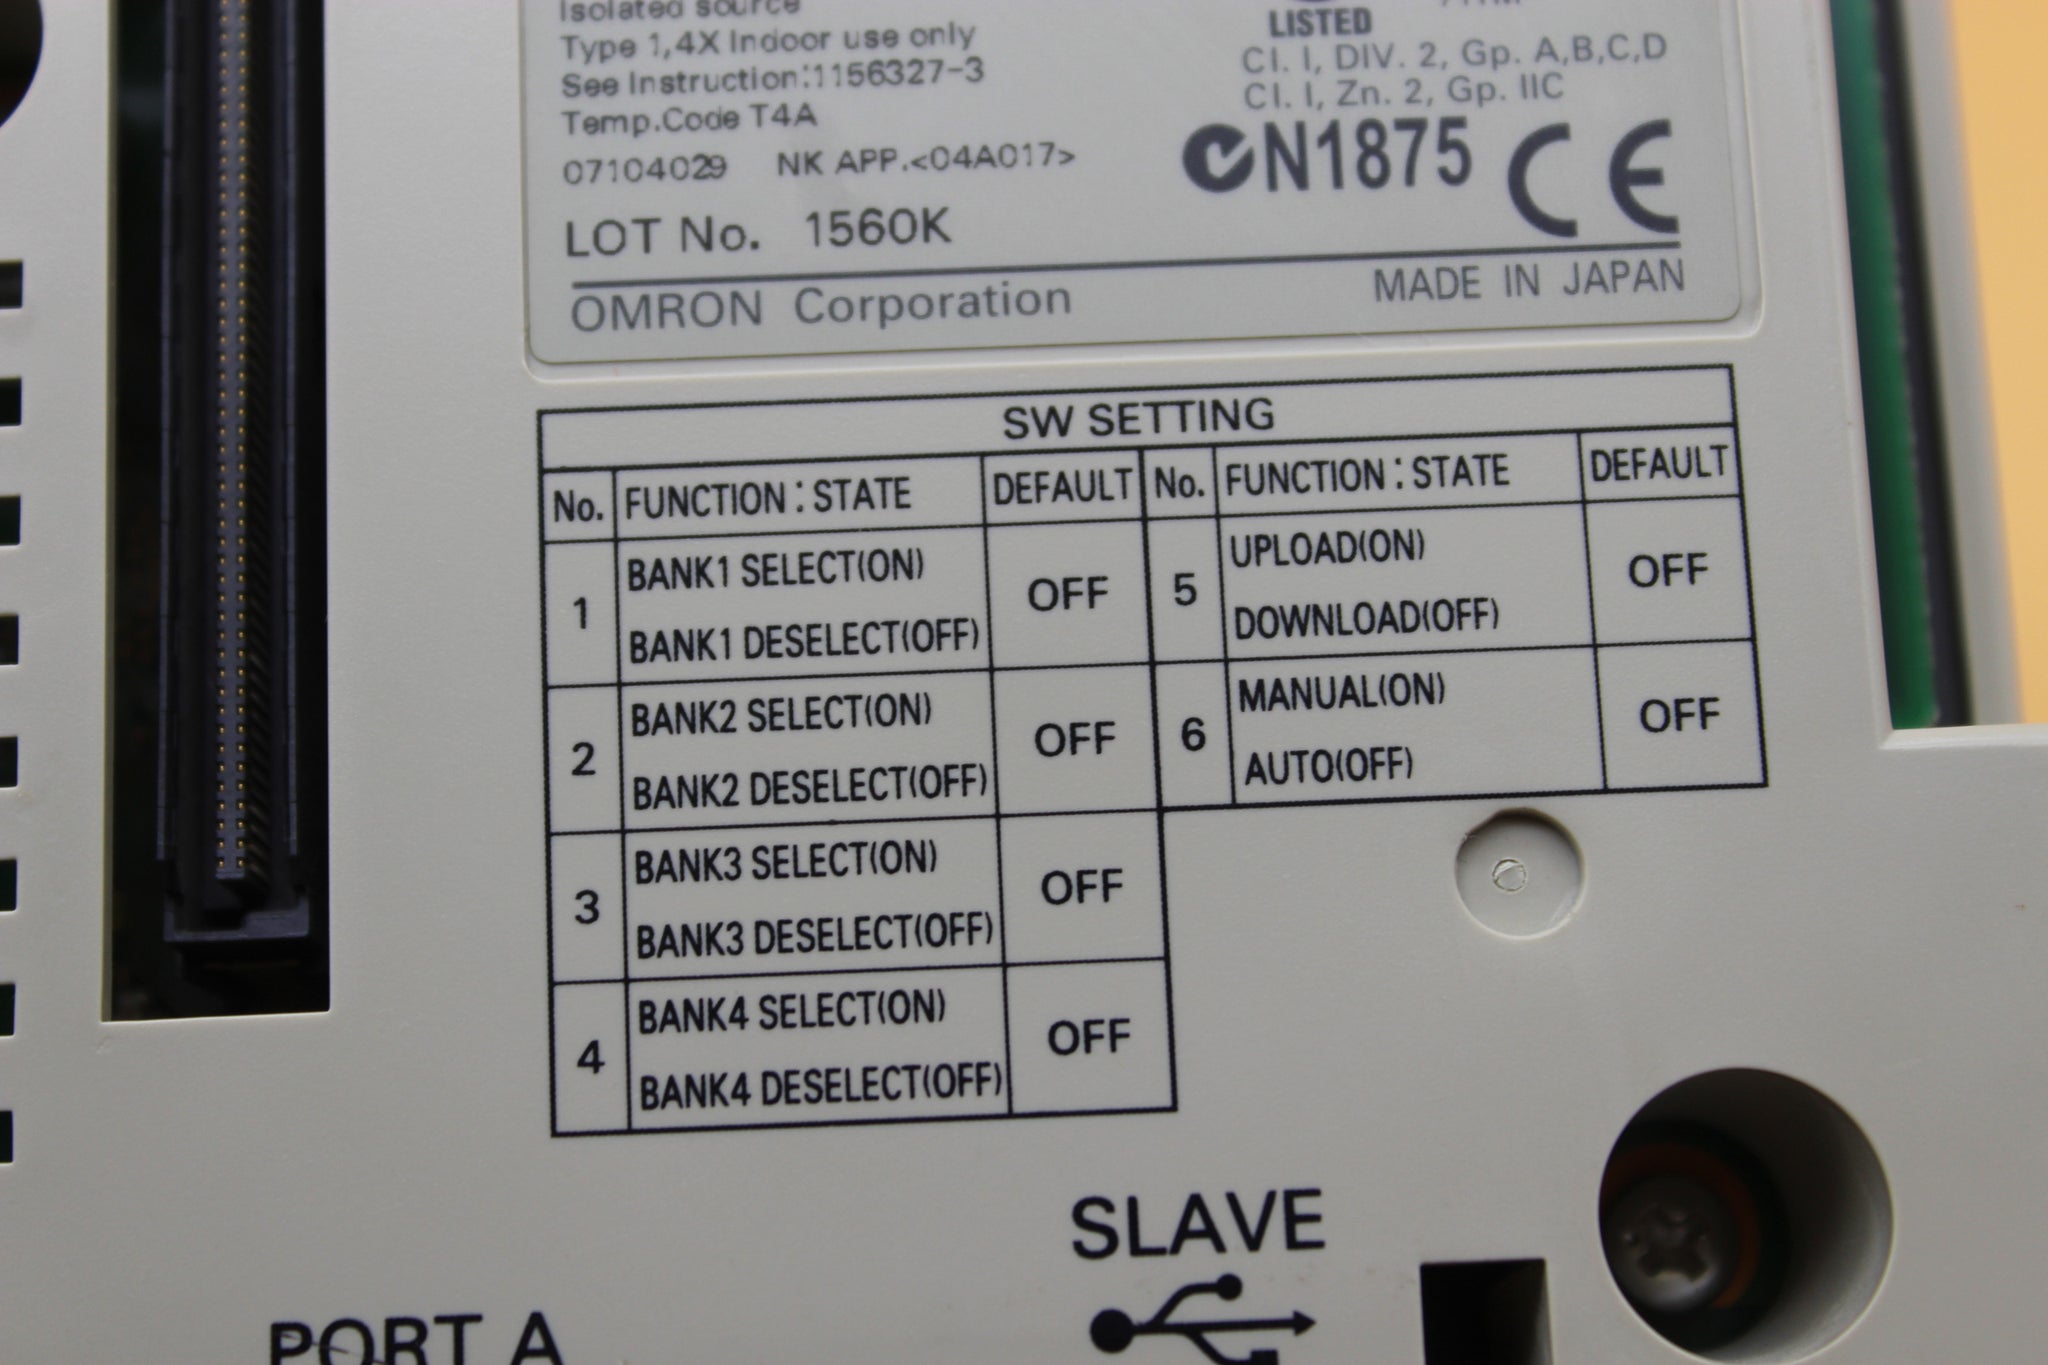 Isolated source
Type 1,4X Indoor use only
See Instruction:1156327-3
Temp.Code T4A
07104029 NK APP.<04A017>
LOT No. 1560K
LISTED
Cl. I, DIV. 2, Gp. A,B,C,D
Cl. I, Zn. 2, Gp. IIC
N1875 CE
OMRON Corporation MADE IN JAPAN
SW SETTING
No. FUNCTION : STATE DEFAULT No. FUNCTION : STATE DEFAULT
1 BANK1 SELECT(ON)
BANK1 DESELECT(OFF) OFF
5 UPLOAD(ON)
DOWNLOAD(OFF) OFF
2 BANK2 SELECT(ON)
BANK2 DESELECT(OFF) OFF
6 MANUAL(ON)
AUTO(OFF) OFF
3 BANK3 SELECT(ON)
BANK3 DESELECT(OFF) OFF
4 BANK4 SELECT(ON)
BANK4 DESELECT(OFF) OFF
SLAVE
PORT A